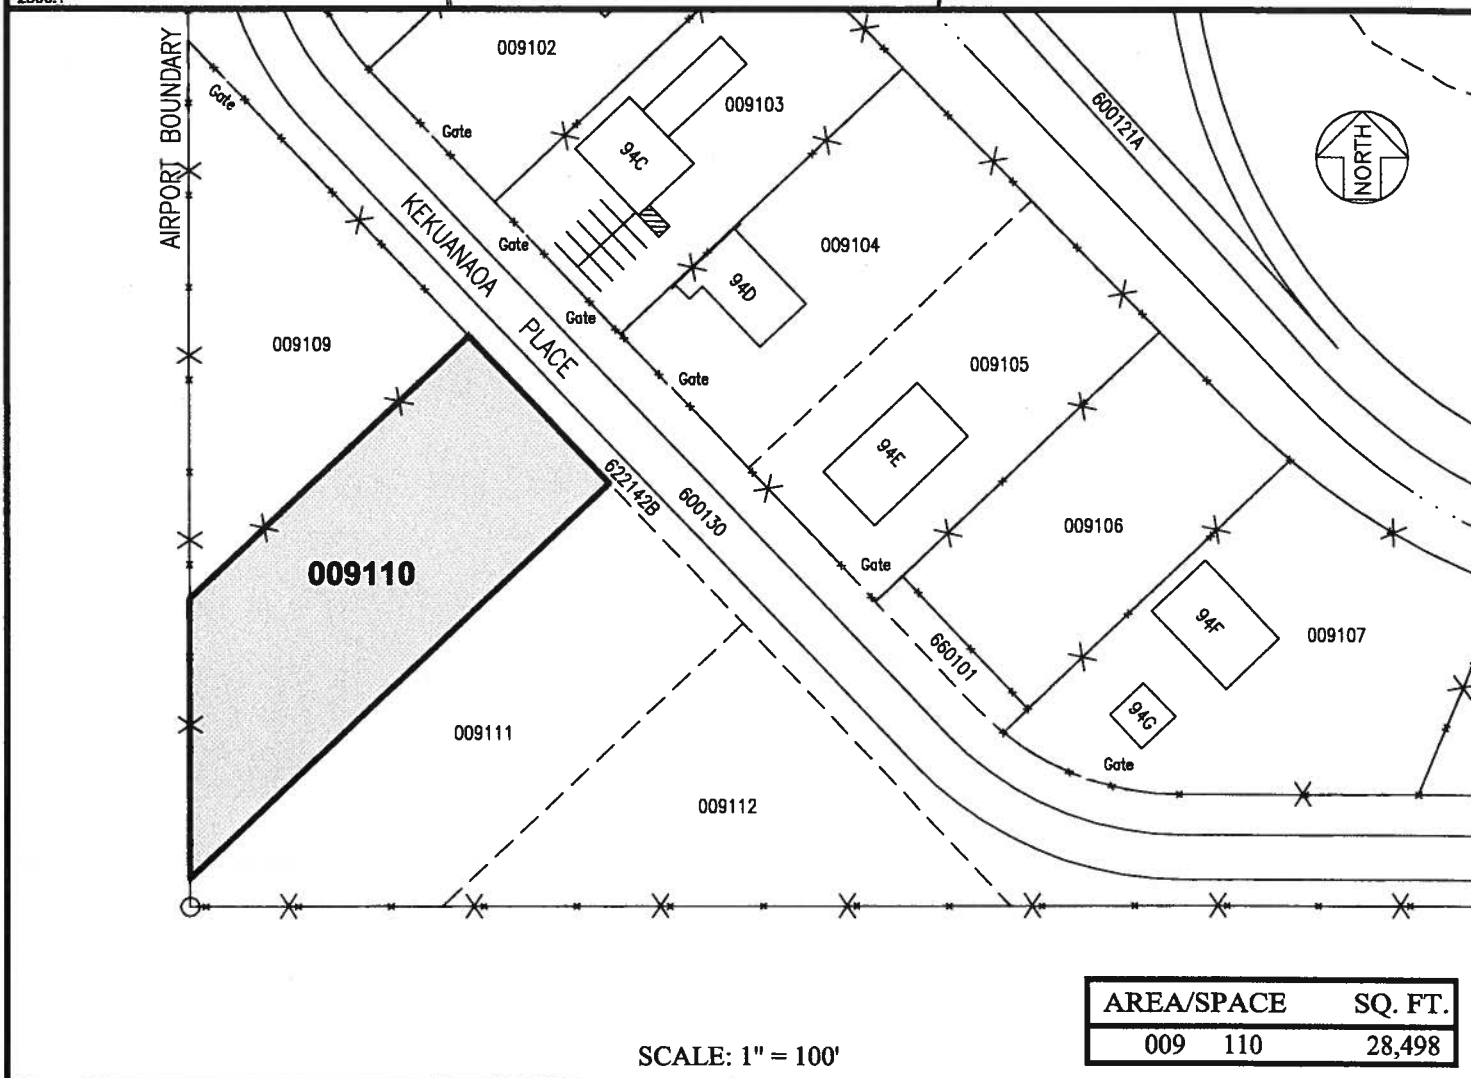 AIRPORT BOUNDARY
Gate
009102
Gate
009103
94C
600121A
NORTH
KEKUANAOA PLACE
Gate
009104
94D
Gate
009109
Gate
009105
94E
622142B
600130
009106
009110
Gate
94F
009107
660101
94G
009111
Gate
009112
AREA/SPACE SQ. FT.
009 110 28,498
SCALE: 1" = 100'